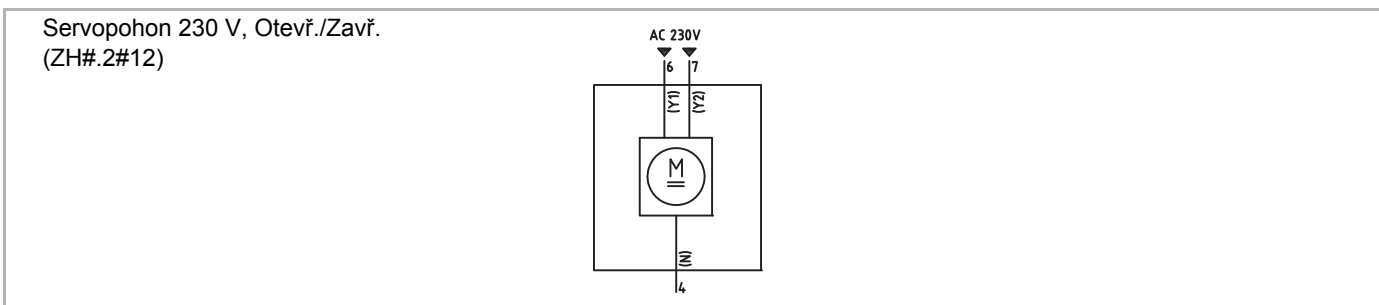 Servopohon 230 V, Otevř./Zavř.
(ZH#.2#12)
AC 230V
6 7
(Y1) (Y2)
M
(N)
4